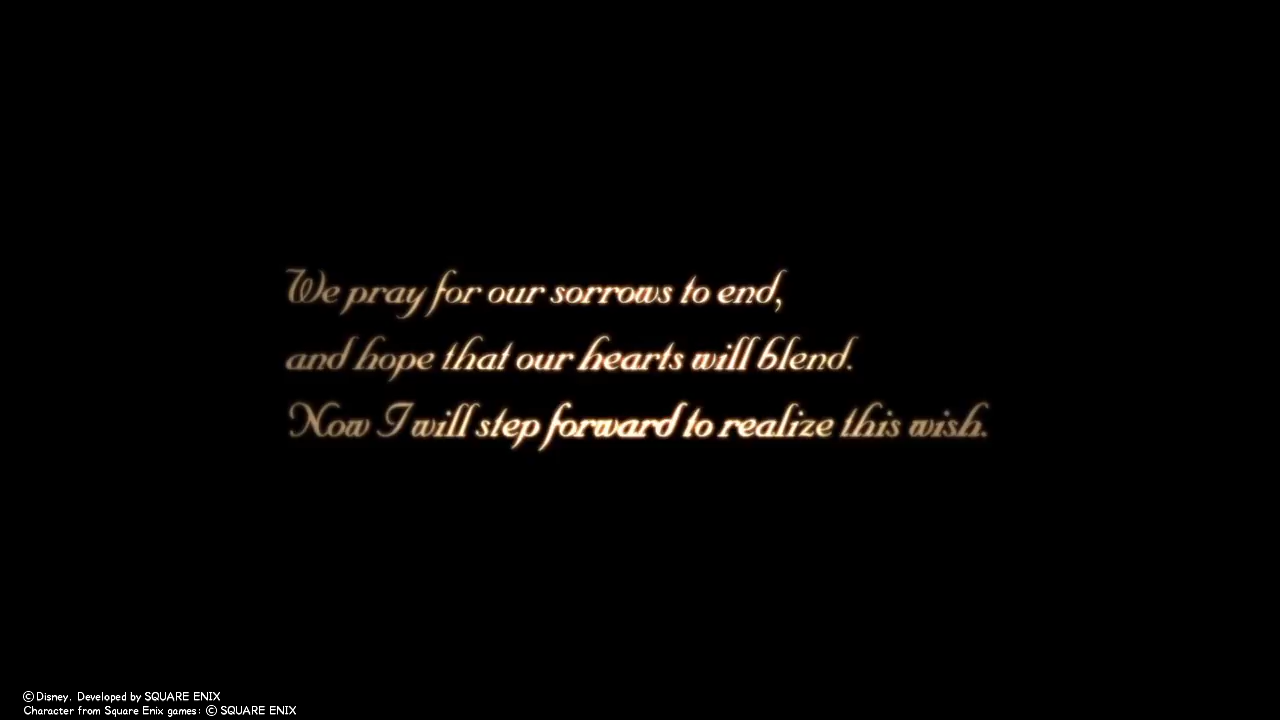 We pray for our sorrows to end,
and hope that our hearts will blend.
Now I will step forward to realize this wish.
©Disney. Developed by SQUARE ENIX
Character from Square Enix games: © SQUARE ENIX